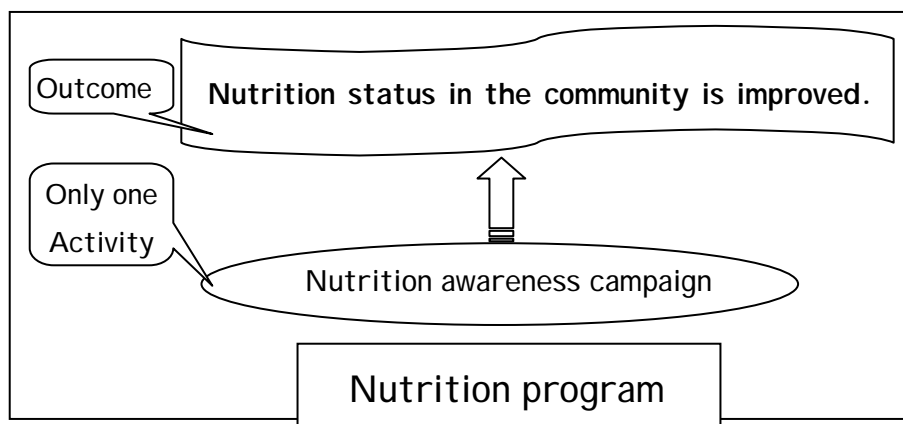 Outcome
Nutrition status in the community is improved.
Only one
Activity
Nutrition awareness campaign
Nutrition program